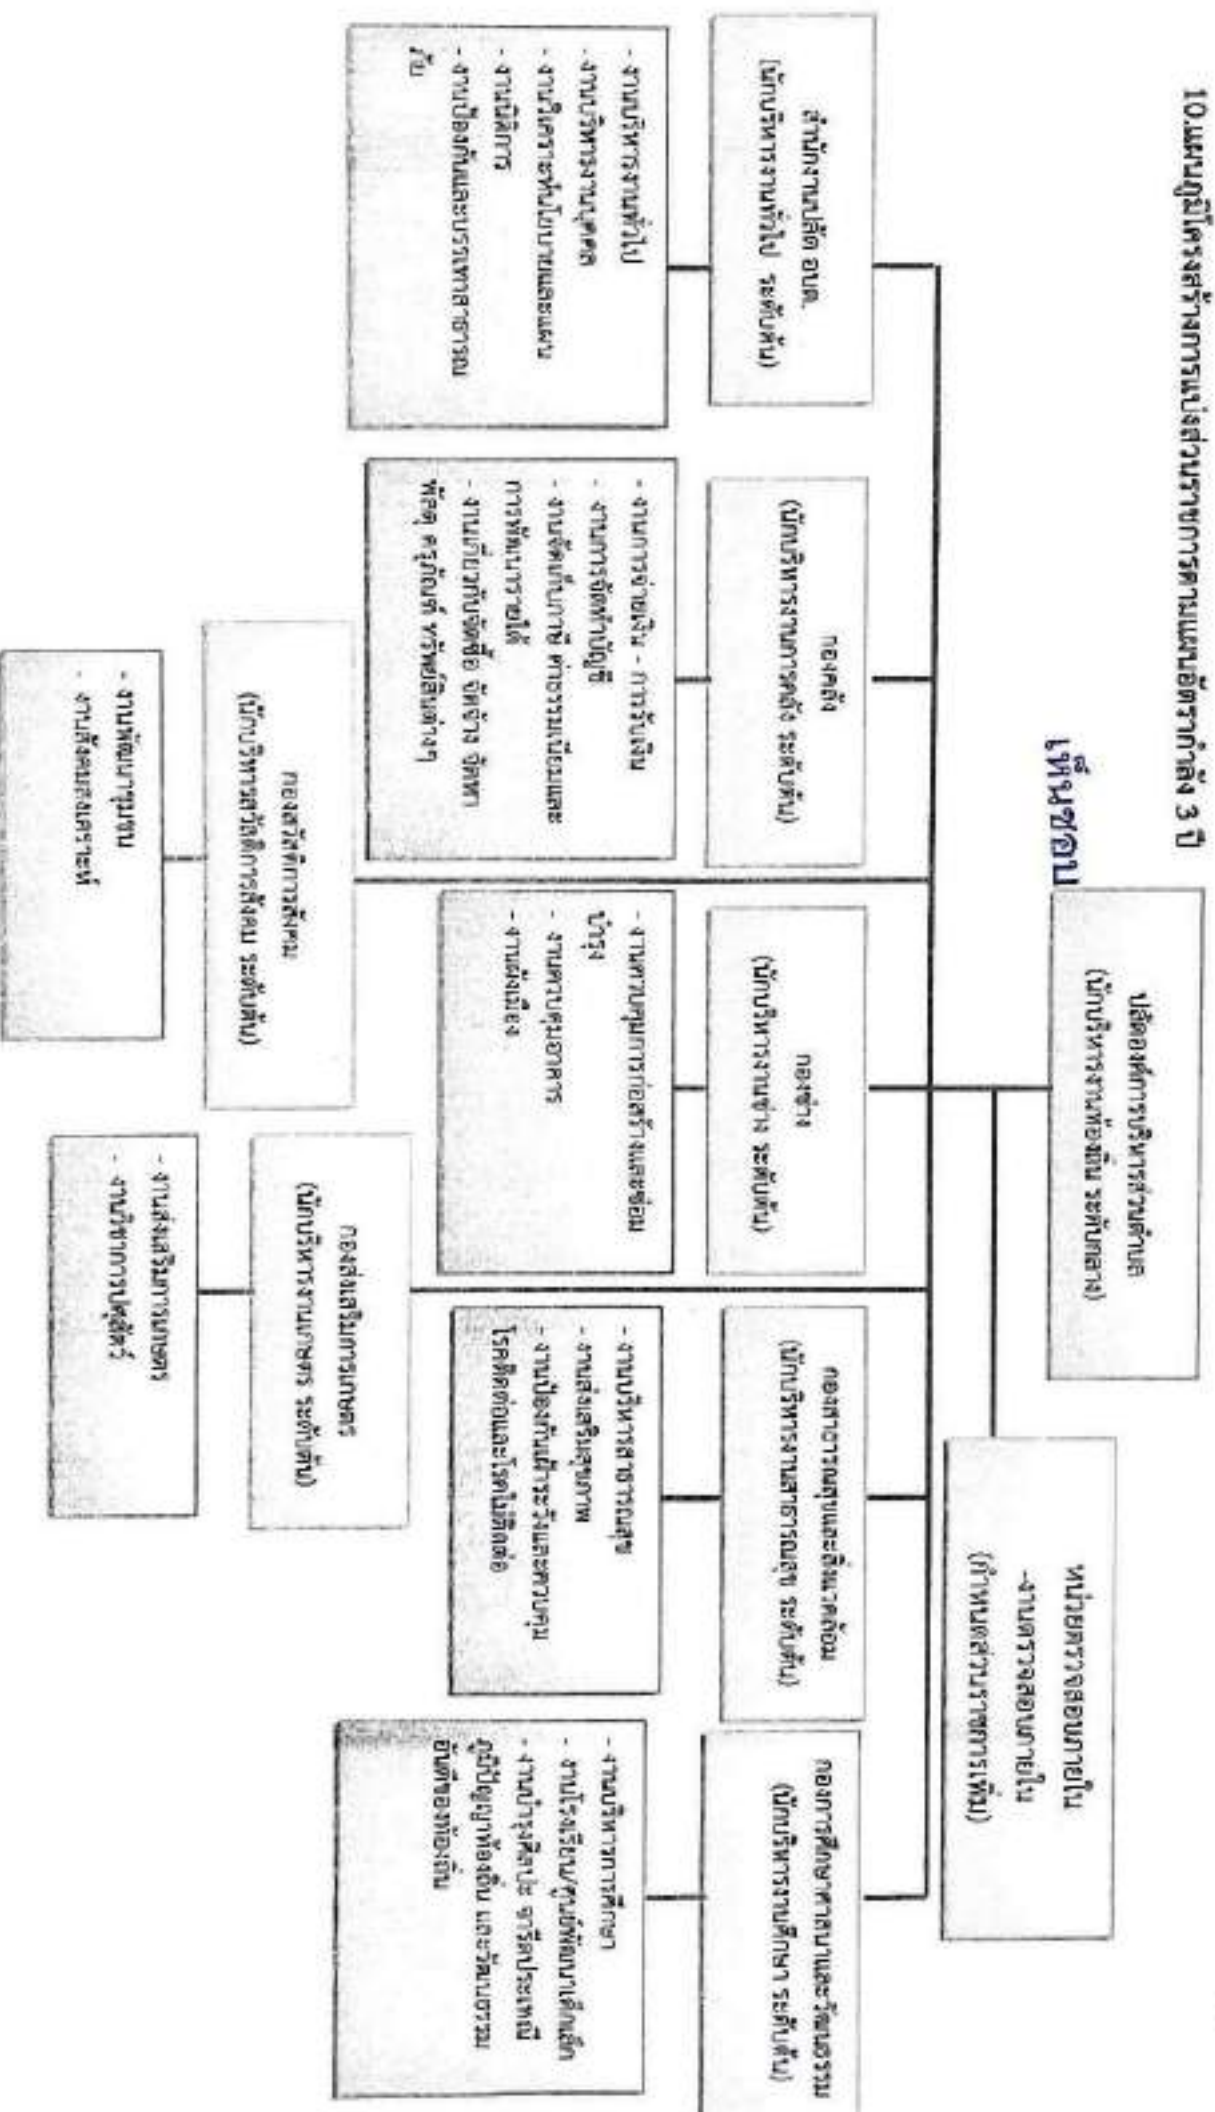 10.แผนภูมิโครงสร้างการแบ่งส่วนราชการตามแผนอัตรากำลัง 3 ปี
เห็นชอบ
ปลัดองค์การบริหารส่วนตำบล
(นักบริหารงานท้องถิ่น ระดับกลาง)
หน่วยตรวจสอบภายใน
-งานตรวจสอบภายใน
(กำหนดส่วนราชการเพิ่ม)
สำนักงานปลัด อบต.
(นักบริหารงานทั่วไป ระดับต้น)
- งานบริหารงานทั่วไป
- งานบริหารงานบุคคล
- งานวิเคราะห์นโยบายและแผน
- งานนิติการ
- งานป้องกันและบรรเทาสาธารณ
ภัย
กองคลัง
(นักบริหารงานการคลัง ระดับต้น)
- งานการจ่ายเงิน - การรับเงิน
- งานการจัดทำบัญชี
- งานจัดเก็บภาษี ค่าธรรมเนียมและ
การพัฒนารายได้
- งานเกี่ยวกับจัดซื้อ จัดจ้าง จัดหา
พัสดุ ครุภัณฑ์ ทรัพย์สินต่างๆ
กองช่าง
(นักบริหารงานช่าง ระดับต้น)
- งานควบคุมการก่อสร้างและซ่อม
บำรุง
- งานควบคุมอาคาร
- งานผังเมือง
กองสาธารณสุขและสิ่งแวดล้อม
(นักบริหารงานสาธารณสุข ระดับต้น)
- งานบริหารสาธารณสุข
- งานส่งเสริมสุขภาพ
- งานป้องกันเฝ้าระวังและควบคุม
โรคติดต่อและโรคไม่ติดต่อ
กองการศึกษาศาสนาและวัฒนธรรม
(นักบริหารงานศึกษา ระดับต้น)
- งานบริหารการศึกษา
- งานโรงเรียน/ศูนย์พัฒนาเด็กเล็ก
- งานบำรุงศิลปะ จารีตประเพณี
ภูมิปัญญาท้องถิ่น และวัฒนธรรม
อันดีของท้องถิ่น
กองสวัสดิการสังคม
(นักบริหารสวัสดิการสังคม ระดับต้น)
- งานพัฒนาชุมชน
- งานสังคมสงเคราะห์
กองส่งเสริมการเกษตร
(นักบริหารงานเกษตร ระดับต้น)
- งานส่งเสริมการเกษตร
- งานวิชาการปศุสัตว์